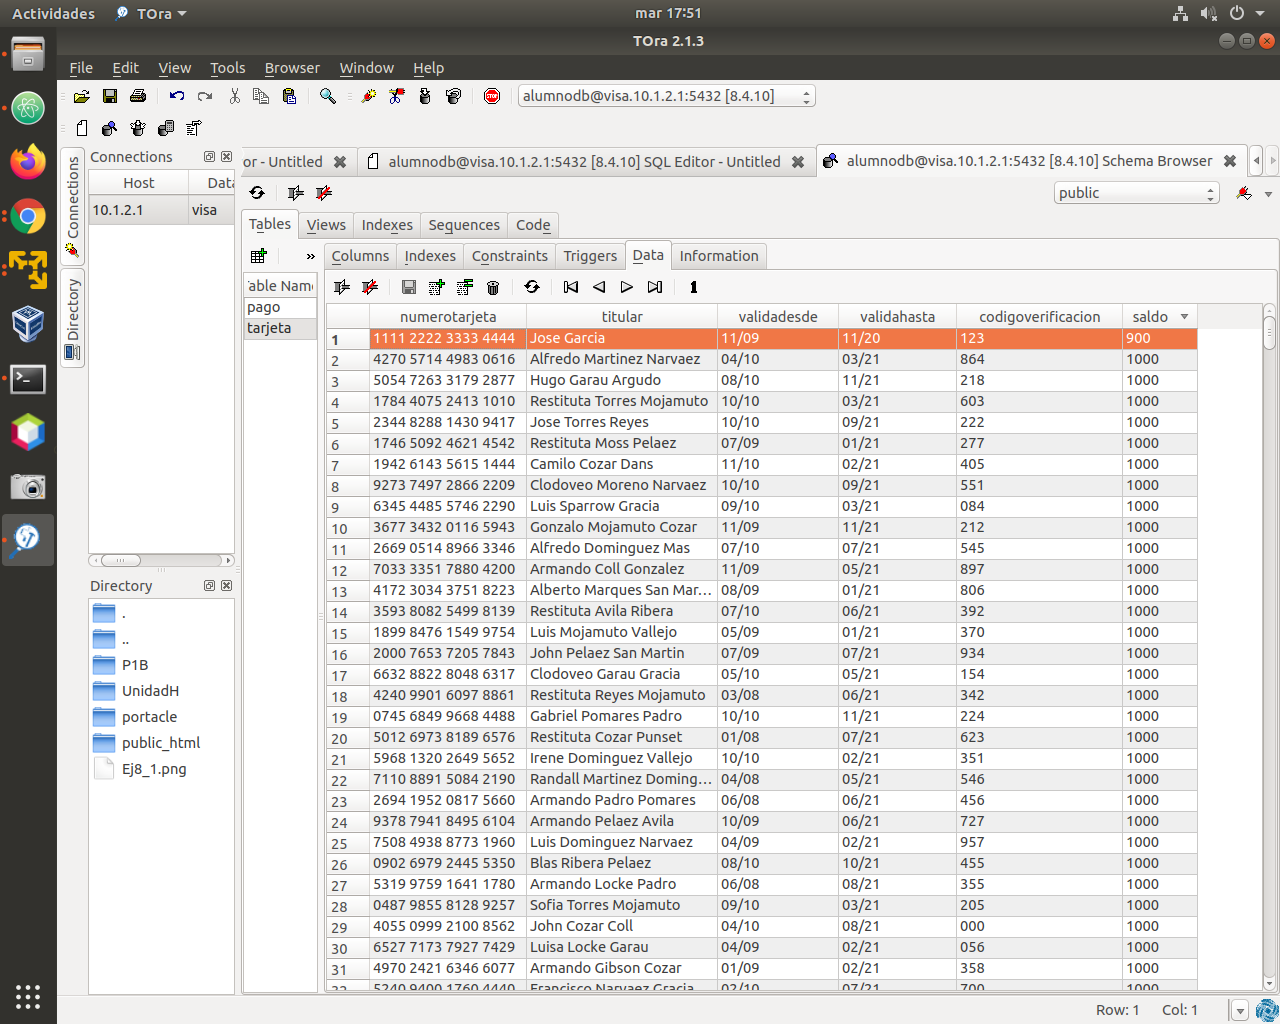 Actividades TOra mar 17:51
TOra 2.1.3
File Edit View Tools Browser Window Help
alumnodb@visa.10.1.2.1:5432 [8.4.10]
Connections
Directory
Connections
Host Data
10.1.2.1 visa
Directory
.
..
P1B
UnidadH
portacle
public_html
Ej8_1.png
or - Untitled alumnodb@visa.10.1.2.1:5432 [8.4.10] SQL Editor - Untitled alumnodb@visa.10.1.2.1:5432 [8.4.10] Schema Browser
public
Tables Views Indexes Sequences Code
»
able Name
pago
tarjeta
Columns Indexes Constraints Triggers Data Information
1
numerotarjeta titular validadesde validahasta codigoverificacion saldo
1 1111 2222 3333 4444 Jose Garcia 11/09 11/20 123 900
2 4270 5714 4983 0616 Alfredo Martinez Narvaez 04/10 03/21 864 1000
3 5054 7263 3179 2877 Hugo Garau Argudo 08/10 11/21 218 1000
4 1784 4075 2413 1010 Restituta Torres Mojamuto 10/10 03/21 603 1000
5 2344 8288 1430 9417 Jose Torres Reyes 10/10 09/21 222 1000
6 1746 5092 4621 4542 Restituta Moss Pelaez 07/09 01/21 277 1000
7 1942 6143 5615 1444 Camilo Cozar Dans 11/10 02/21 405 1000
8 9273 7497 2866 2209 Clodoveo Moreno Narvaez 10/10 09/21 551 1000
9 6345 4485 5746 2290 Luis Sparrow Gracia 09/10 03/21 084 1000
10 3677 3432 0116 5943 Gonzalo Mojamuto Cozar 11/09 11/21 212 1000
11 2669 0514 8966 3346 Alfredo Dominguez Mas 07/10 07/21 545 1000
12 7033 3351 7880 4200 Armando Coll Gonzalez 11/09 05/21 897 1000
13 4172 3034 3751 8223 Alberto Marques San Mar... 08/09 01/21 806 1000
14 3593 8082 5499 8139 Restituta Avila Ribera 07/10 06/21 392 1000
15 1899 8476 1549 9754 Luis Mojamuto Vallejo 05/09 01/21 370 1000
16 2000 7653 7205 7843 John Pelaez San Martin 07/09 07/21 934 1000
17 6632 8822 8048 6317 Clodoveo Garau Gracia 05/10 05/21 154 1000
18 4240 9901 6097 8861 Restituta Reyes Mojamuto 03/08 06/21 342 1000
19 0745 6849 9668 4488 Gabriel Pomares Padro 10/10 11/21 224 1000
20 5012 6973 8189 6576 Restituta Cozar Punset 01/08 07/21 623 1000
21 5968 1320 2649 5652 Irene Dominguez Vallejo 10/10 02/21 351 1000
22 7110 8891 5084 2190 Randall Martinez Doming... 04/08 05/21 546 1000
23 2694 1952 0817 5660 Armando Padro Pomares 06/08 06/21 456 1000
24 9378 7941 8495 6104 Armando Pelaez Avila 10/09 06/21 727 1000
25 7508 4938 8773 1960 Luis Dominguez Narvaez 04/09 02/21 957 1000
26 0902 6979 2445 5350 Blas Ribera Pelaez 08/10 10/21 455 1000
27 5319 9759 1641 1780 Armando Locke Padro 06/08 08/21 355 1000
28 0487 9855 8128 9257 Sofia Torres Mojamuto 09/10 03/21 205 1000
29 4055 0999 2100 8562 John Cozar Coll 04/10 08/21 000 1000
30 6527 7173 7927 7429 Luisa Locke Garau 04/09 02/21 056 1000
31 4970 2421 6346 6077 Armando Gibson Cozar 01/09 02/21 358 1000
32 5240 9400 1760 4440 Francisco Narvaez Gracia 02/10 07/21 700 1000
Row: 1 Col: 1